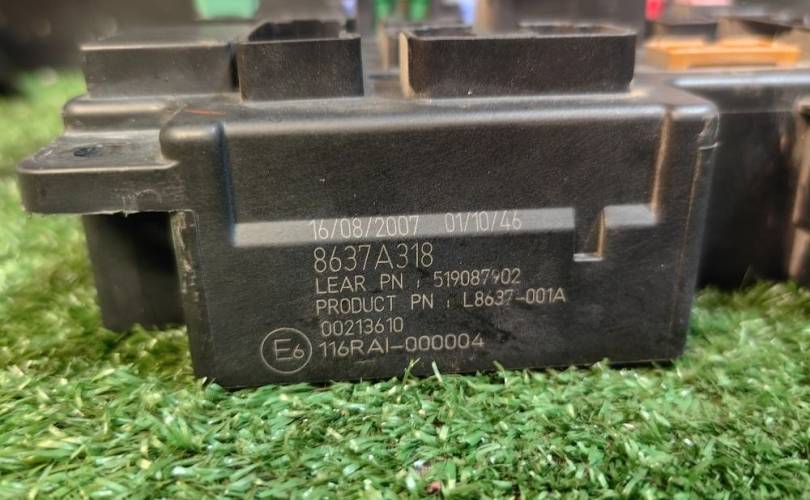 16/08/2007 01/10/46
8637A318
LEAR PN : 519087902
PRODUCT PN : L8637-001A
00213610
E6 116RAI-000004